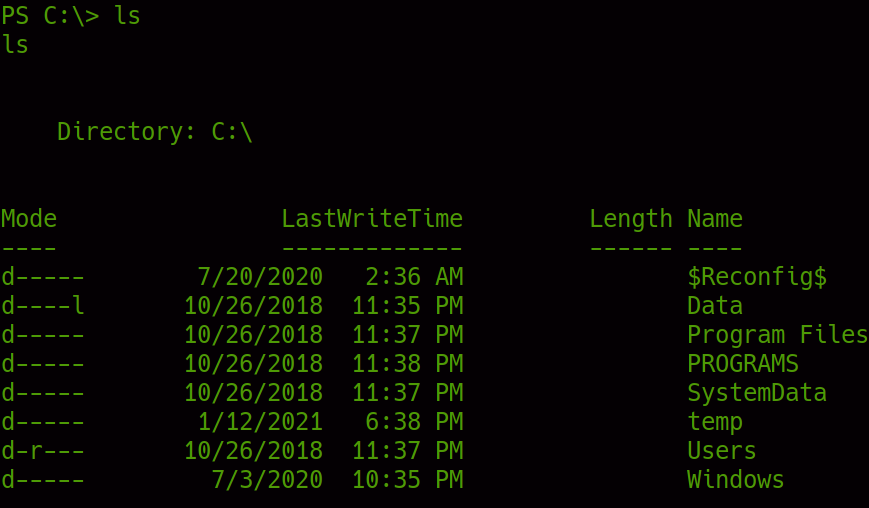 PS C:\> ls
ls
    Directory: C:\
Mode                LastWriteTime         Length Name
----                -------------         ------ ----
d-----        7/20/2020   2:36 AM                $Reconfig$
d----l       10/26/2018  11:35 PM                Data
d-----       10/26/2018  11:37 PM                Program Files
d-----       10/26/2018  11:38 PM                PROGRAMS
d-----       10/26/2018  11:37 PM                SystemData
d-----        1/12/2021   6:38 PM                temp
d-r---       10/26/2018  11:37 PM                Users
d-----         7/3/2020  10:35 PM                Windows